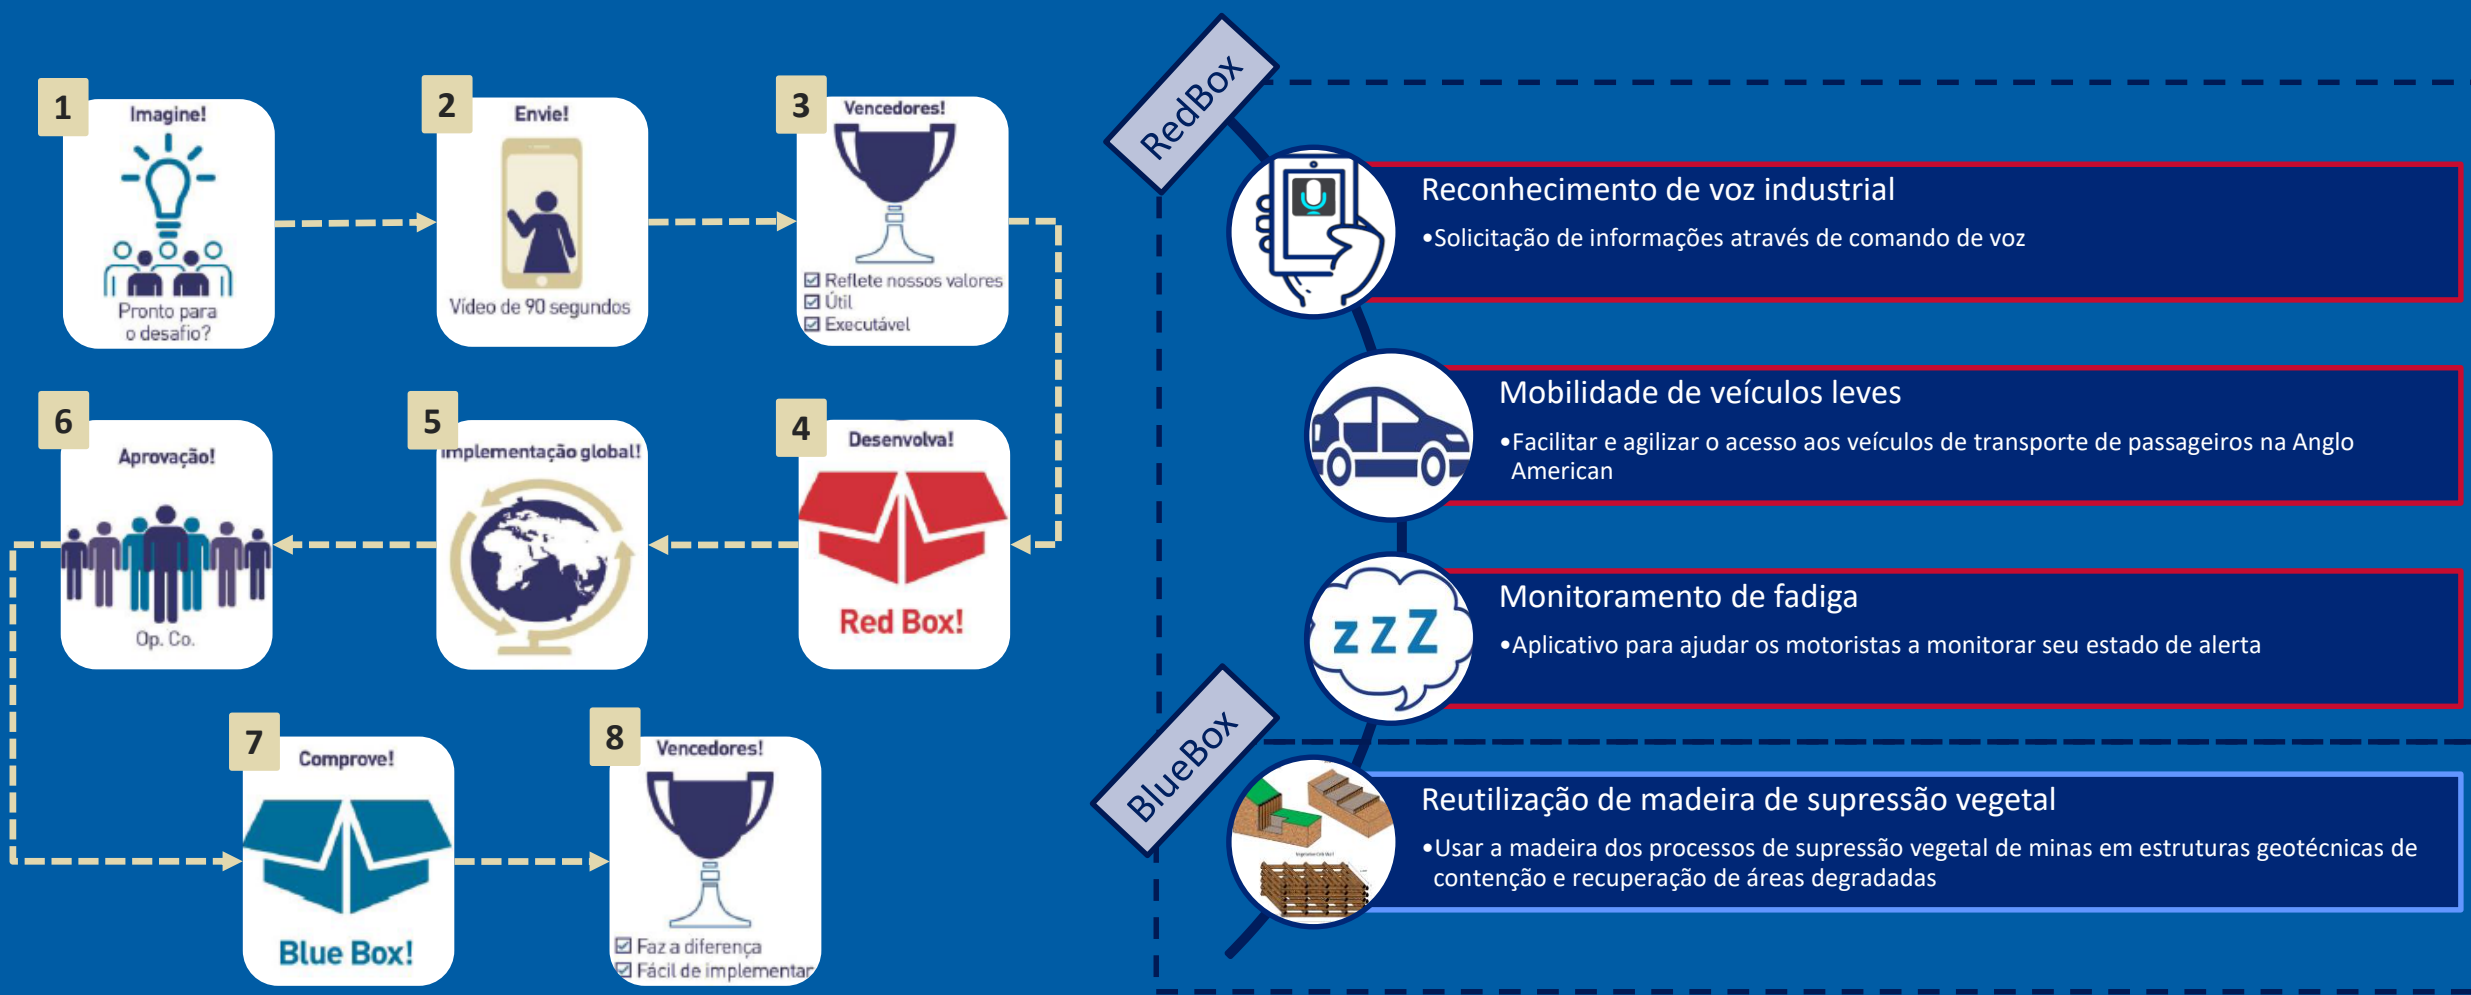 1
Imagine!
Pronto para
o desafio?
2
Envie!
Vídeo de 90 segundos
3
Vencedores!
Reflete nossos valores
Útil
Executável
4
Desenvolva!
Red Box!
5
Implementação global!
6
Aprovação!
Op. Co.
7
Comprove!
Blue Box!
8
Vencedores!
Faz a diferença
Fácil de implementar
RedBox
Reconhecimento de voz industrial
•Solicitação de informações através de comando de voz
Mobilidade de veículos leves
•Facilitar e agilizar o acesso aos veículos de transporte de passageiros na Anglo
American
zzZ
Monitoramento de fadiga
•Aplicativo para ajudar os motoristas a monitorar seu estado de alerta
BlueBox
Reutilização de madeira de supressão vegetal
•Usar a madeira dos processos de supressão vegetal de minas em estruturas geotécnicas de
contenção e recuperação de áreas degradadas